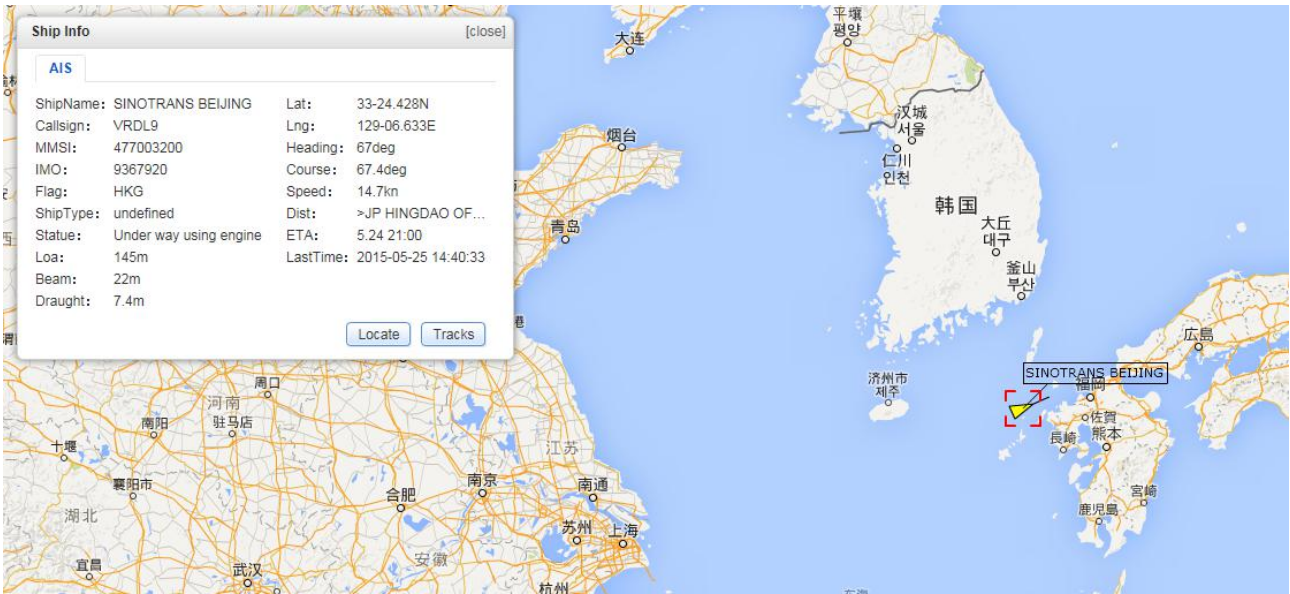 Ship Info [close]
AIS
ShipName: SINOTRANS BEIJING Lat: 33-24.428N
Callsign: VRDL9 Lng: 129-06.633E
MMSI: 477003200 Heading: 67deg
IMO: 9367920 Course: 67.4deg
Flag: HKG Speed: 14.7kn
ShipType: undefined Dist: >JP HINGDAO OF...
Statue: Under way using engine ETA: 5.24 21:00
Loa: 145m LastTime: 2015-05-25 14:40:33
Beam: 22m
Draught: 7.4m
Locate Tracks
平壤
평양
大连
汉城
서울
烟台
仁川
인천
韩国
青岛
大丘
대구
釜山
부산
港
広島
济州市
제주
SINOTRANS BEIJING
福岡
佐賀
長崎
熊本
宮崎
鹿児島
周口
河南
南阳
驻马店
十堰
江苏
襄阳市
南京
南通
合肥
湖北
苏州
上海
宜昌
武汉
安徽
杭州